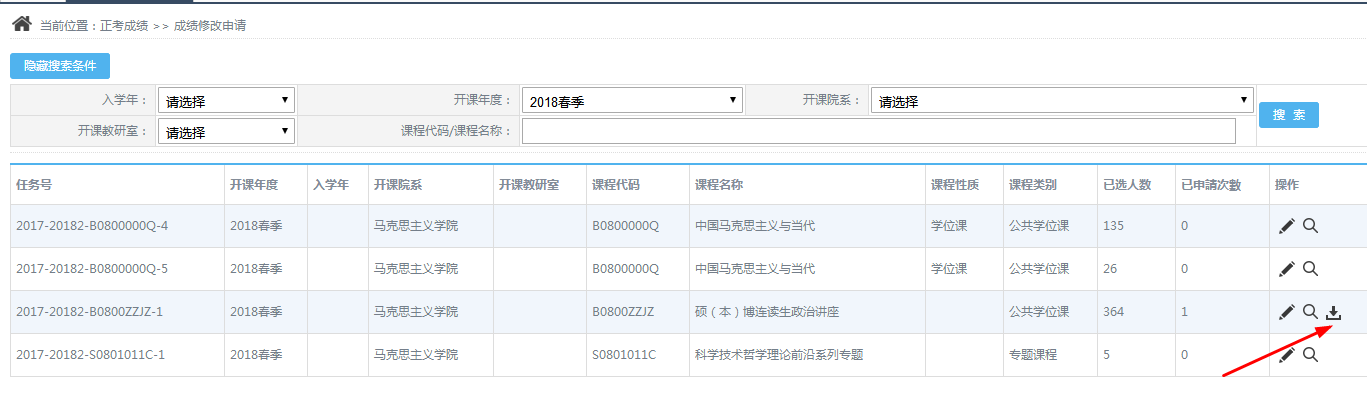 当前位置：正考成绩 >> 成绩修改申请
隐藏搜索条件
入学年： 请选择 开课年度： 2018春季 开课院系： 请选择
开课教研室： 请选择 课程代码/课程名称： 搜 索
任务号 开课年度 入学年 开课院系 开课教研室 课程代码 课程名称 课程性质 课程类别 已选人数 已申請次數 操作
2017-20182-B0800000Q-4 2018春季 马克思主义学院 B0800000Q 中国马克思主义与当代 学位课 公共学位课 135 0
2017-20182-B0800000Q-5 2018春季 马克思主义学院 B0800000Q 中国马克思主义与当代 学位课 公共学位课 26 0
2017-20182-B0800ZZJZ-1 2018春季 马克思主义学院 B0800ZZJZ 硕（本）博连读生政治讲座 公共学位课 364 1
2017-20182-S0801011C-1 2018春季 马克思主义学院 S0801011C 科学技术哲学理论前沿系列专题 专题课程 5 0